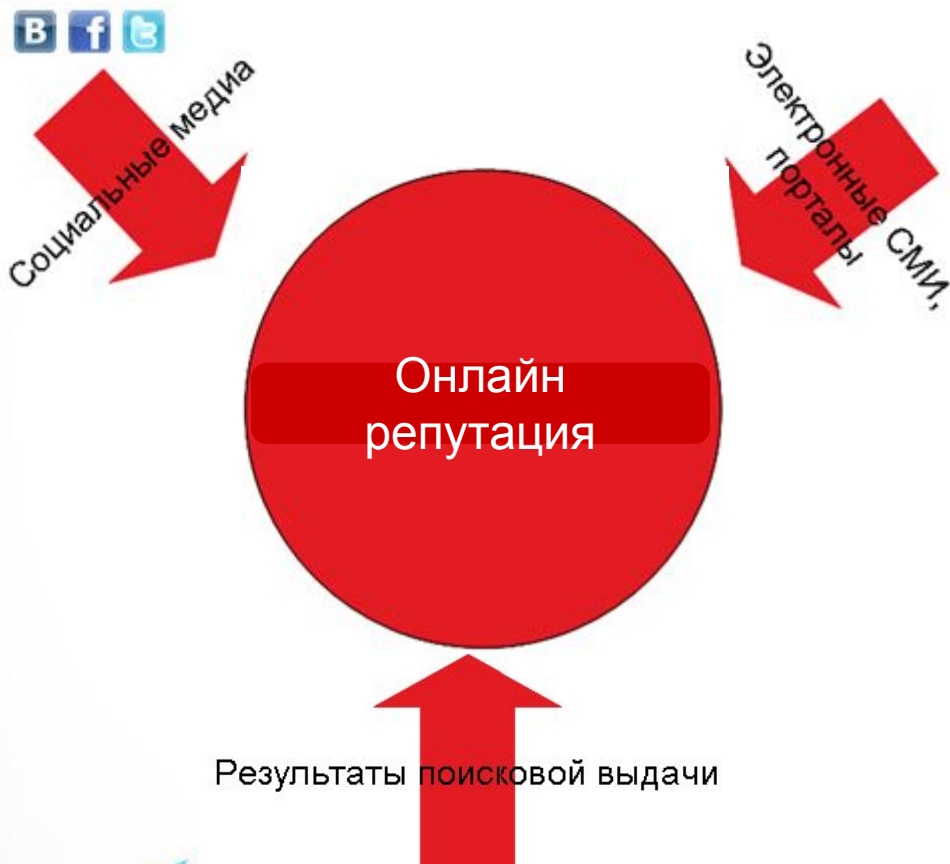 В f t
Социальные медиа
Электронные СМИ,
порталы
Онлайн
репутация
Результаты поисковой выдачи